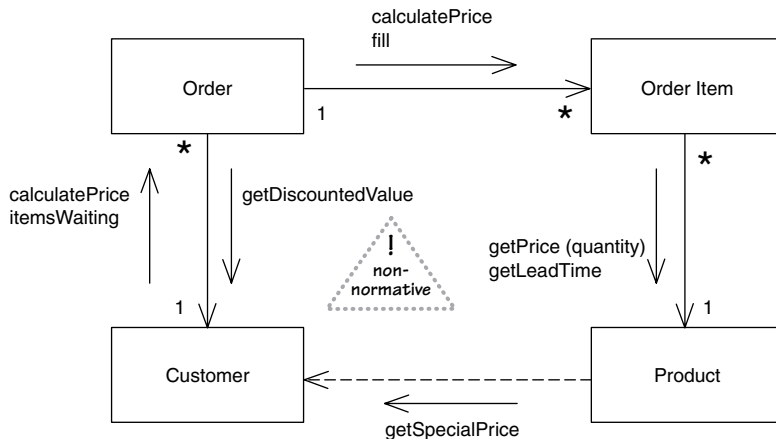 calculatePrice
fill
Order
Order Item
1
*
*
*
calculatePrice
itemsWaiting
getDiscountedValue
!
non-
normative
getPrice (quantity)
getLeadTime
1
1
Customer
Product
getSpecialPrice